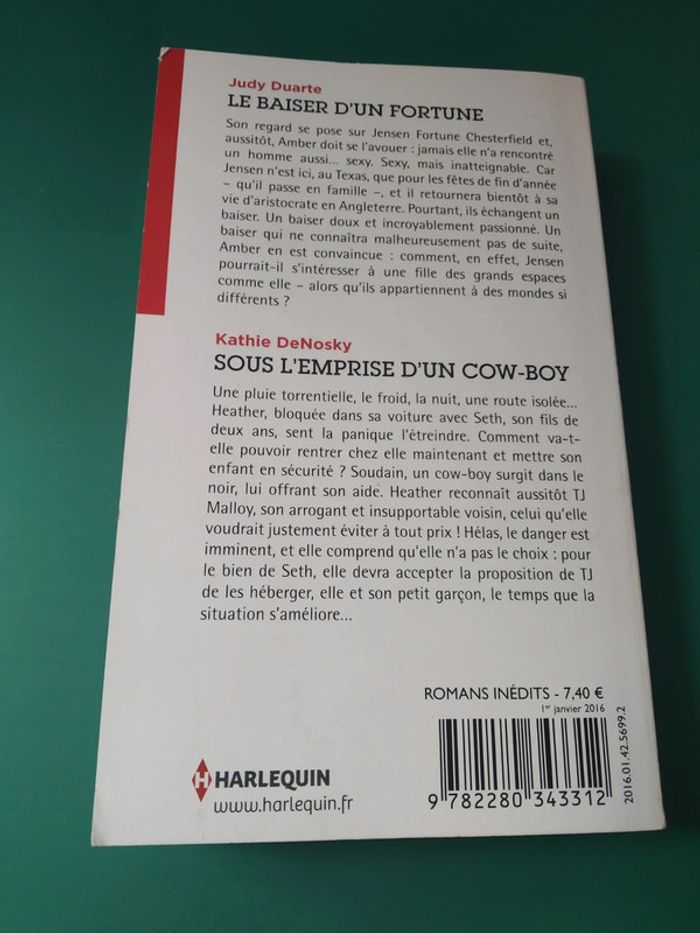 Judy Duarte
LE BAISER D'UN FORTUNE
Son regard se pose sur Jensen Fortune Chesterfield et,
aussitôt, Amber doit se l'avouer : jamais elle n'a rencontré
un homme aussi... sexy. Sexy, mais inatteignable. Car
Jensen n'est ici, au Texas, que pour les fêtes de fin d'année
– qu'il passe en famille –, et il retournera bientôt à sa
vie d'aristocrate en Angleterre. Pourtant, ils échangent un
baiser. Un baiser doux et incroyablement passionné. Un
baiser qui ne connaîtra malheureusement pas de suite,
Amber en est convaincue : comment, en effet, Jensen
pourrait-il s'intéresser à une fille des grands espaces
comme elle – alors qu'ils appartiennent à des mondes si
différents ?
Kathie DeNosky
SOUS L'EMPRISE D'UN COW-BOY
Une pluie torrentielle, le froid, la nuit, une route isolée...
Heather, bloquée dans sa voiture avec Seth, son fils de
deux ans, sent la panique l'étreindre. Comment va-t-
elle pouvoir rentrer chez elle maintenant et mettre son
enfant en sécurité ? Soudain, un cow-boy surgit dans le
noir, lui offrant son aide. Heather reconnaît aussitôt TJ
Malloy, son arrogant et insupportable voisin, celui qu'elle
voudrait justement éviter à tout prix ! Hélas, le danger est
imminent, et elle comprend qu'elle n'a pas le choix : pour
le bien de Seth, elle devra accepter la proposition de TJ
de les héberger, elle et son petit garçon, le temps que la
situation s'améliore...
ROMANS INÉDITS - 7,40 €
1er janvier 2016
2016.01.42.5699.2
H HARLEQUIN
www.harlequin.fr
9 782280 343312